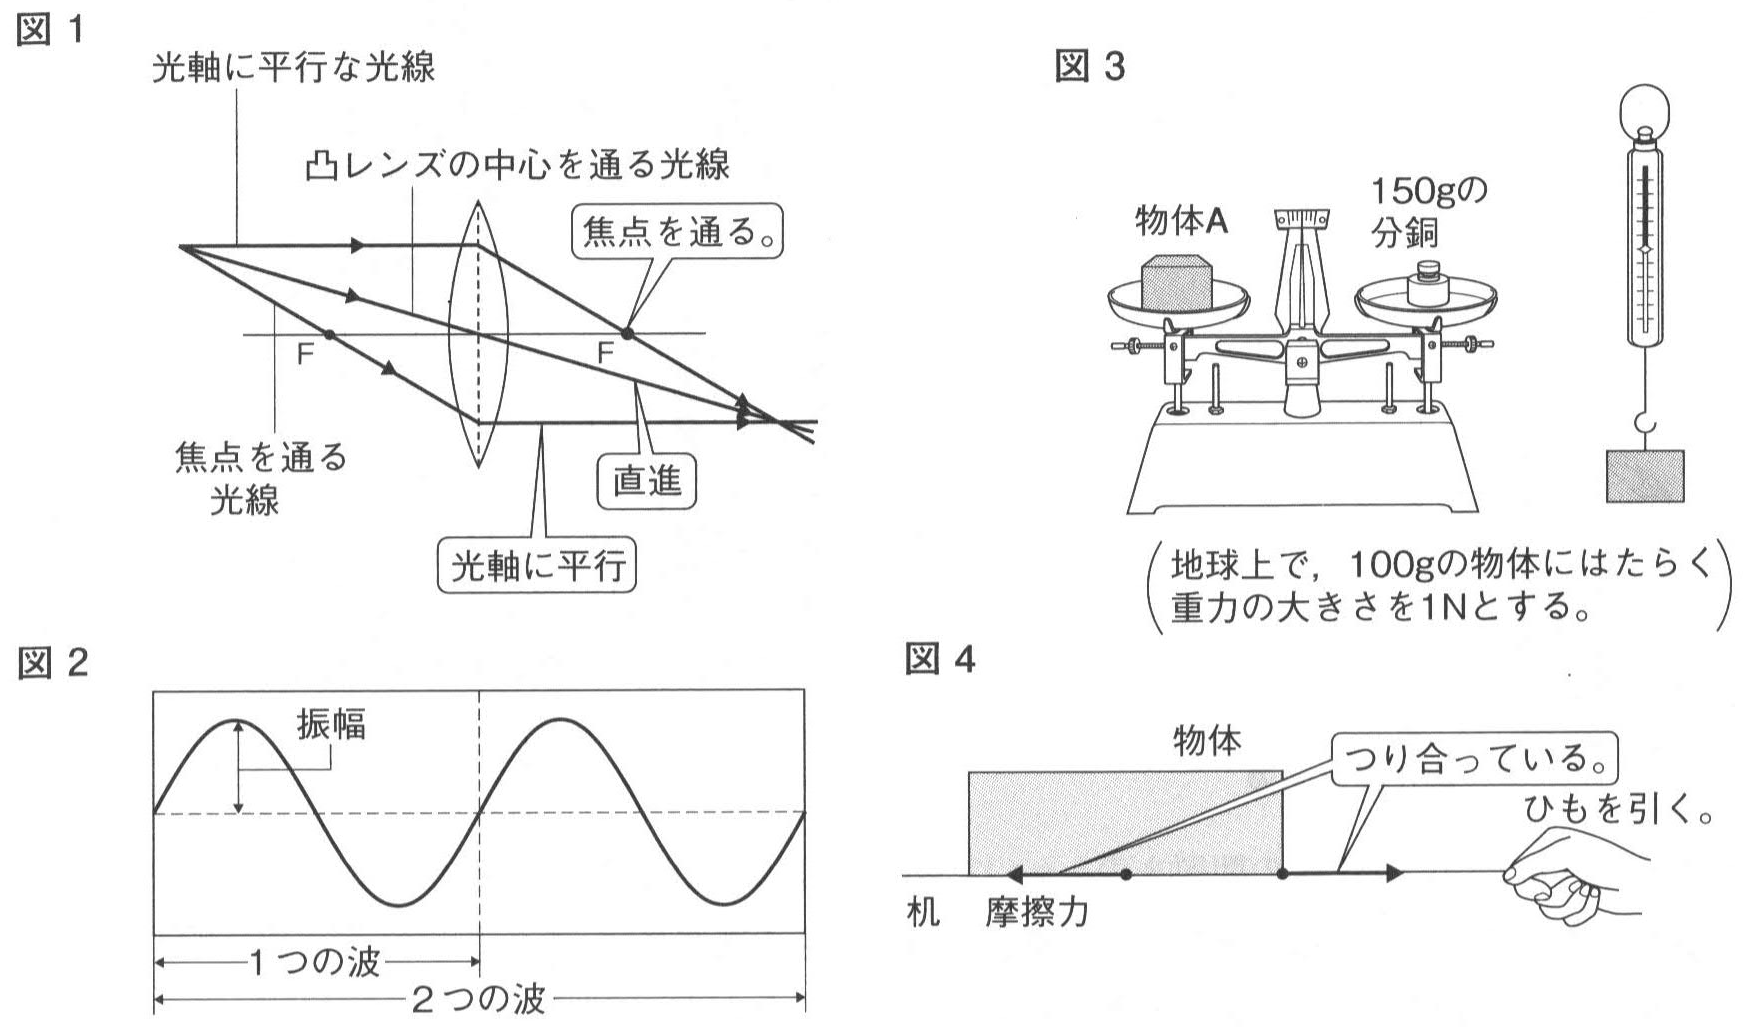 図 1
光軸に平行な光線
凸レンズの中心を通る光線
焦点を通る。
F
F
焦点を通る
光線
直進
光軸に平行
図 2
振幅
1つの波
2つの波
図 3
物体A
150gの
分銅
地球上で，100gの物体にはたらく
重力の大きさを1Nとする。
図 4
物体
つり合っている。
ひもを引く。
机
摩擦力